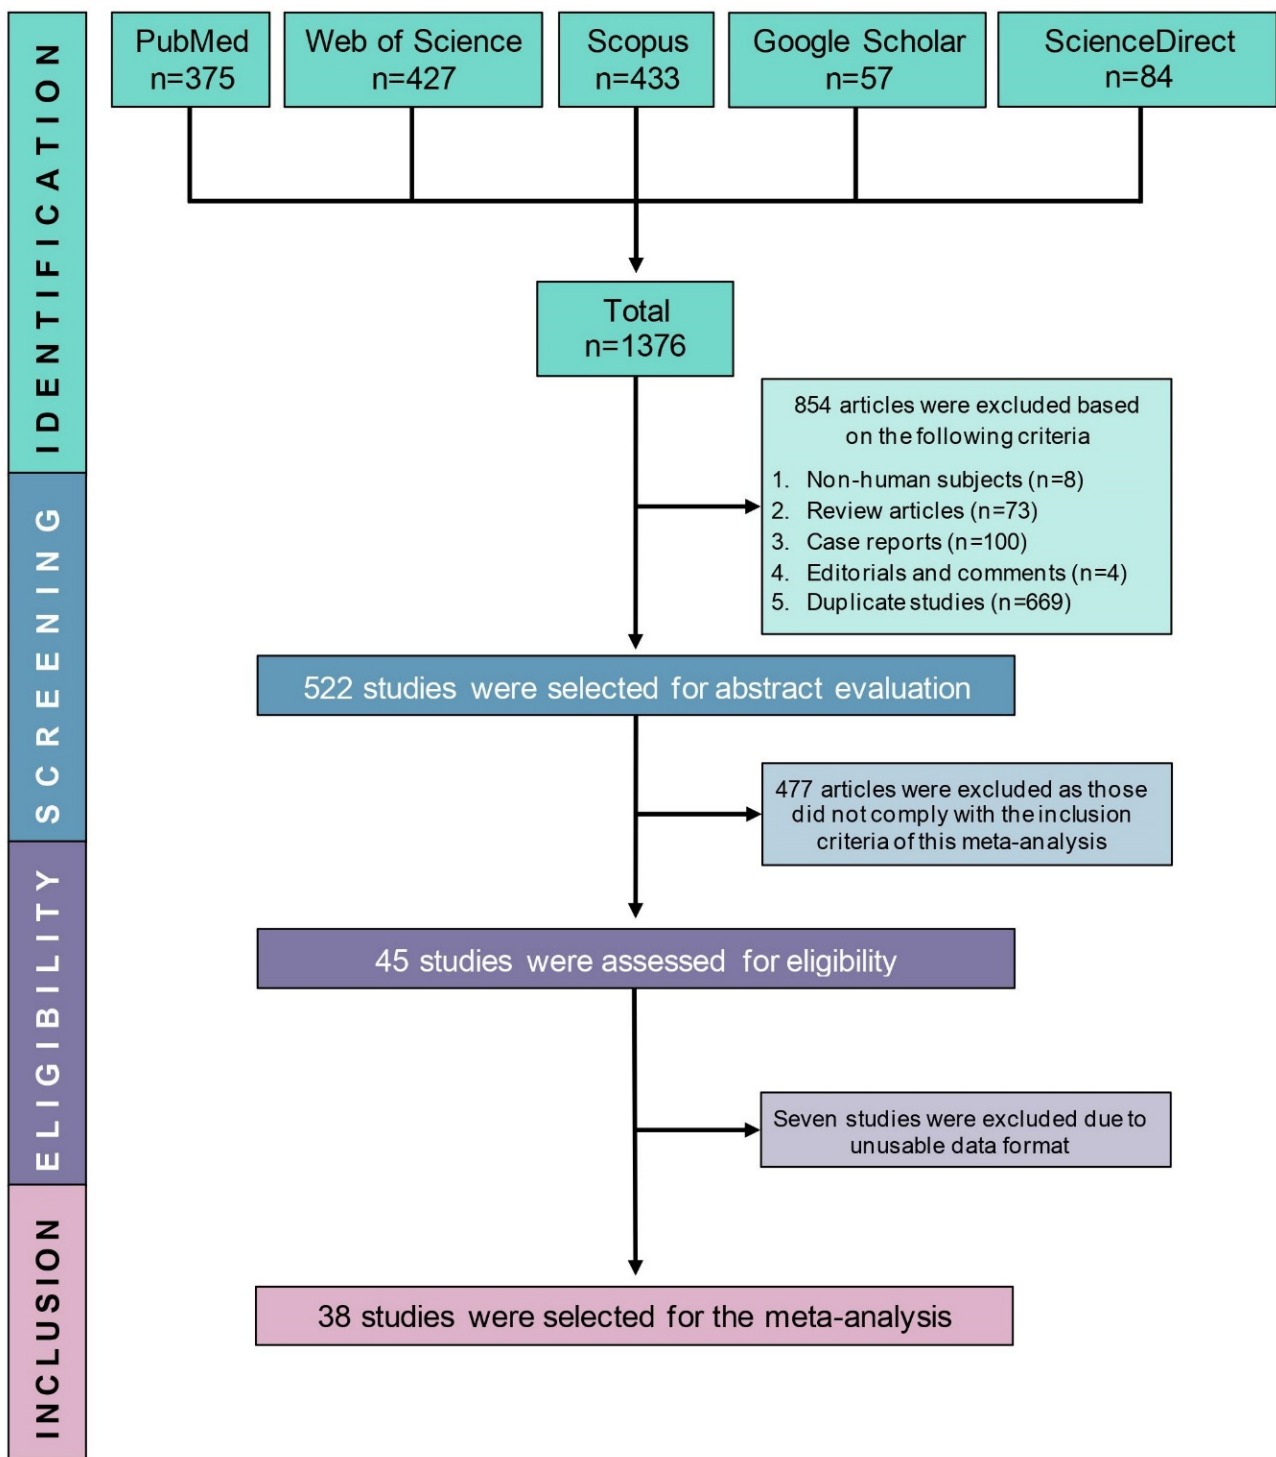 PubMed
n=375
Web of Science
n=427
Scopus
n=433
Google Scholar
n=57
ScienceDirect
n=84
IDENTIFICATION
Total
n=1376
854 articles were excluded based
on the following criteria
1. Non-human subjects (n=8)
2. Review articles (n=73)
3. Case reports (n=100)
4. Editorials and comments (n=4)
5. Duplicate studies (n=669)
SCREENING
522 studies were selected for abstract evaluation
477 articles were excluded as those
did not comply with the inclusion
criteria of this meta-analysis
ELIGIBILITY
45 studies were assessed for eligibility
Seven studies were excluded due to
unusable data format
INCLUSION
38 studies were selected for the meta-analysis